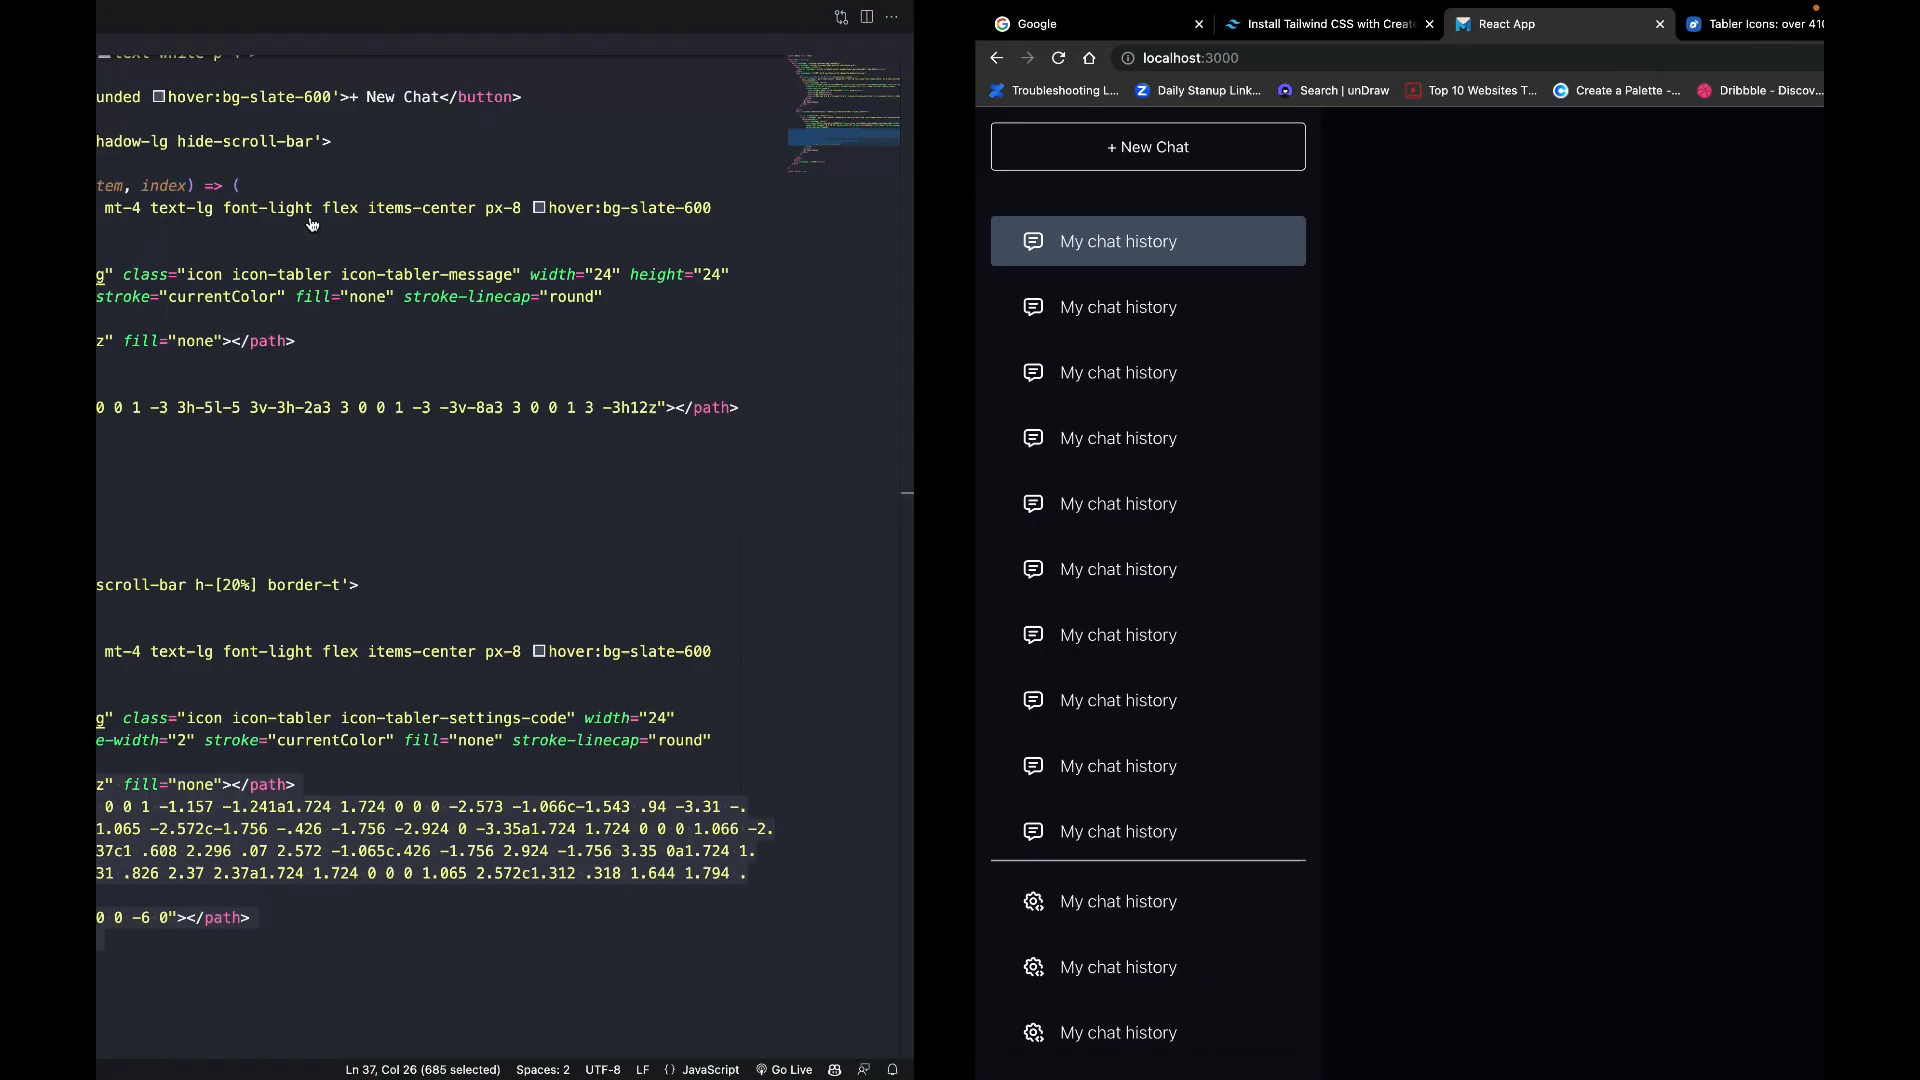 unded hover:bg-slate-600'>+ New Chat</button>
hadow-lg hide-scroll-bar'>
tem, index) => (
mt-4 text-lg font-light flex items-center px-8 hover:bg-slate-600
g" class="icon icon-tabler icon-tabler-message" width="24" height="24"
stroke="currentColor" fill="none" stroke-linecap="round"
z" fill="none"></path>
0 0 1 -3 3h-5l-5 3v-3h-2a3 3 0 0 1 -3 -3v-8a3 3 0 0 1 3 -3h12z"></path>
scroll-bar h-[20%] border-t'>
mt-4 text-lg font-light flex items-center px-8 hover:bg-slate-600
g" class="icon icon-tabler icon-tabler-settings-code" width="24"
e-width="2" stroke="currentColor" fill="none" stroke-linecap="round"
z" fill="none"></path>
0 0 1 -1.157 -1.241a1.724 1.724 0 0 0 -2.573 -1.066c-1.543 .94 -3.31 -.
1.065 -2.572c-1.756 -.426 -1.756 -2.924 0 -3.35a1.724 1.724 0 0 0 1.066 -2.
37c1 .608 2.296 .07 2.572 -1.065c.426 -1.756 2.924 -1.756 3.35 0a1.724 1.
31 .826 2.37 2.37a1.724 1.724 0 0 0 1.065 2.572c1.312 .318 1.644 1.794 .
0 0 -6 0"></path>
Ln 37, Col 26 (685 selected) Spaces: 2 UTF-8 LF {} JavaScript Go Live
Google Install Tailwind CSS with Create React App Tabler Icons: over 410
localhost:3000
Troubleshooting L... Daily Stanup Link... Search | unDraw Top 10 Websites T... Create a Palette -... Dribbble - Discov...
+ New Chat
My chat history
My chat history
My chat history
My chat history
My chat history
My chat history
My chat history
My chat history
My chat history
My chat history
My chat history
My chat history
My chat history